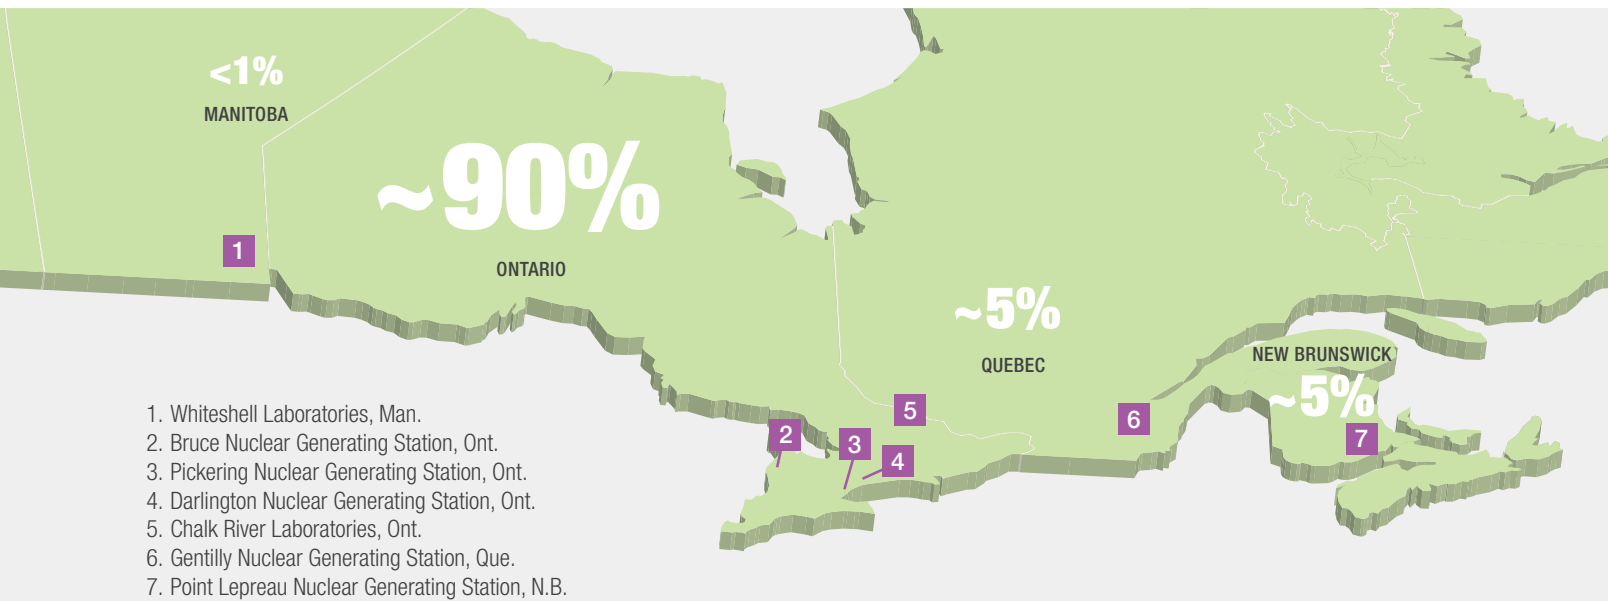 <1%
MANITOBA
~90%
ONTARIO
1
~5%
QUEBEC
NEW BRUNSWICK
~5%
5
6
2
3
4
7
1. Whiteshell Laboratories, Man.
2. Bruce Nuclear Generating Station, Ont.
3. Pickering Nuclear Generating Station, Ont.
4. Darlington Nuclear Generating Station, Ont.
5. Chalk River Laboratories, Ont.
6. Gentilly Nuclear Generating Station, Que.
7. Point Lepreau Nuclear Generating Station, N.B.